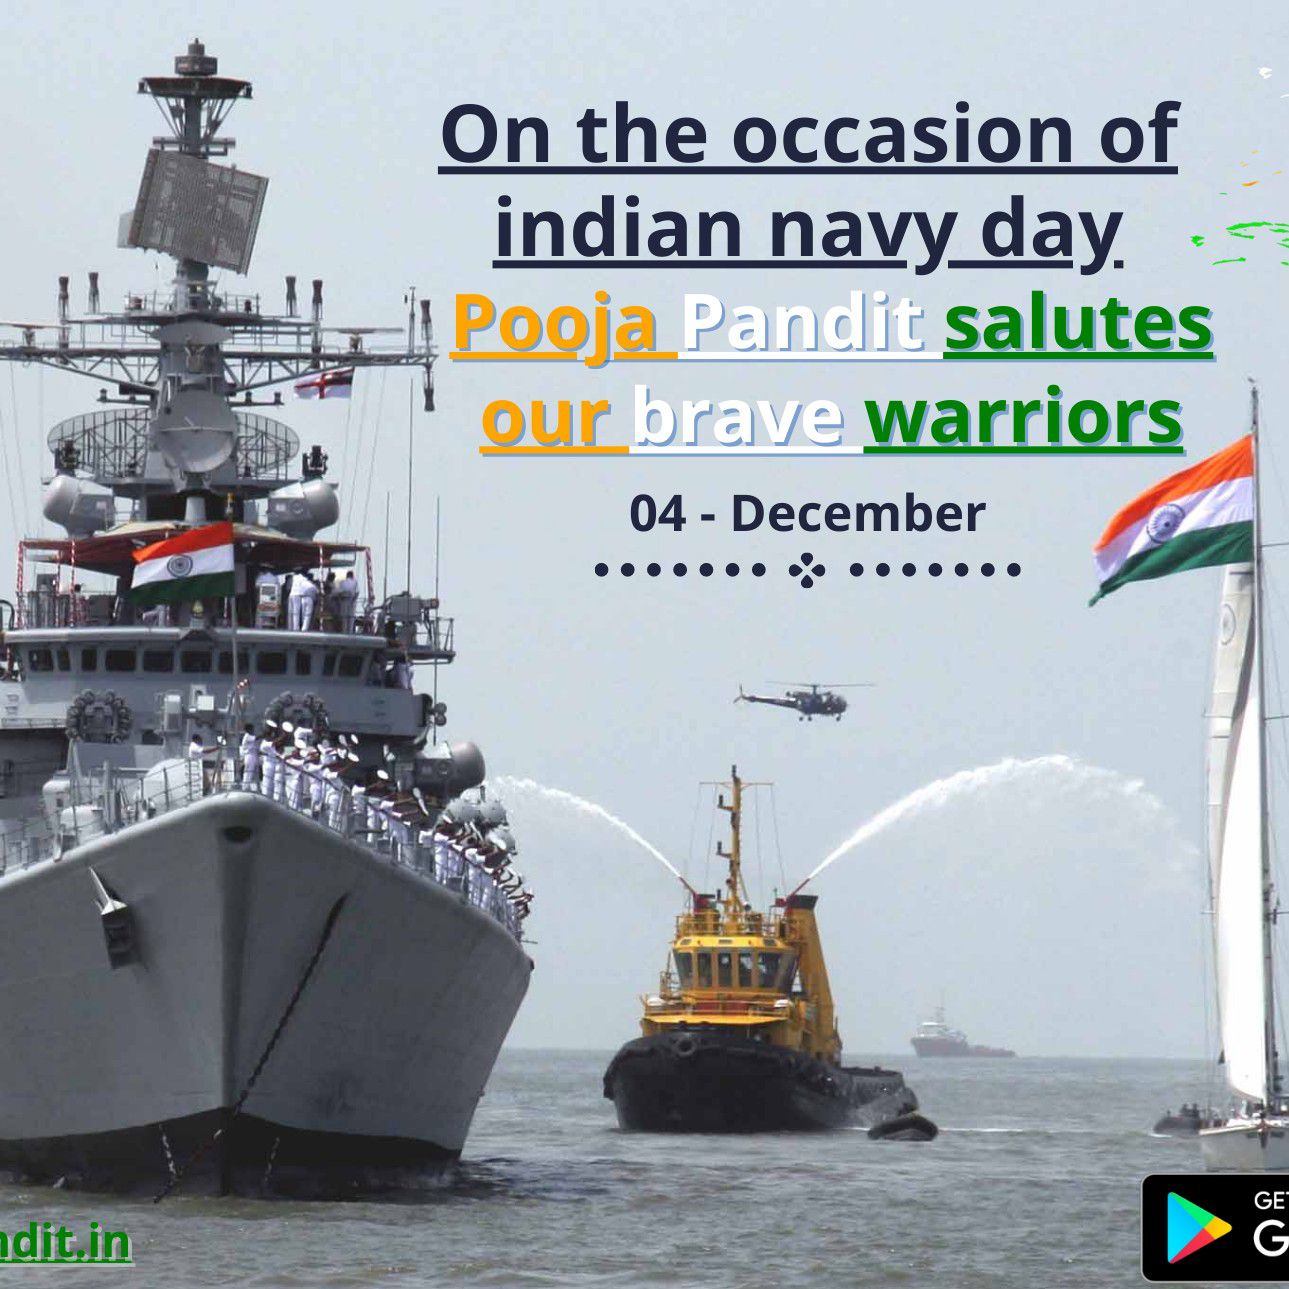 On the occasion of
indian navy day
Pooja Pandit salutes
our brave warriors
04 - December
ndit.in
GET
G